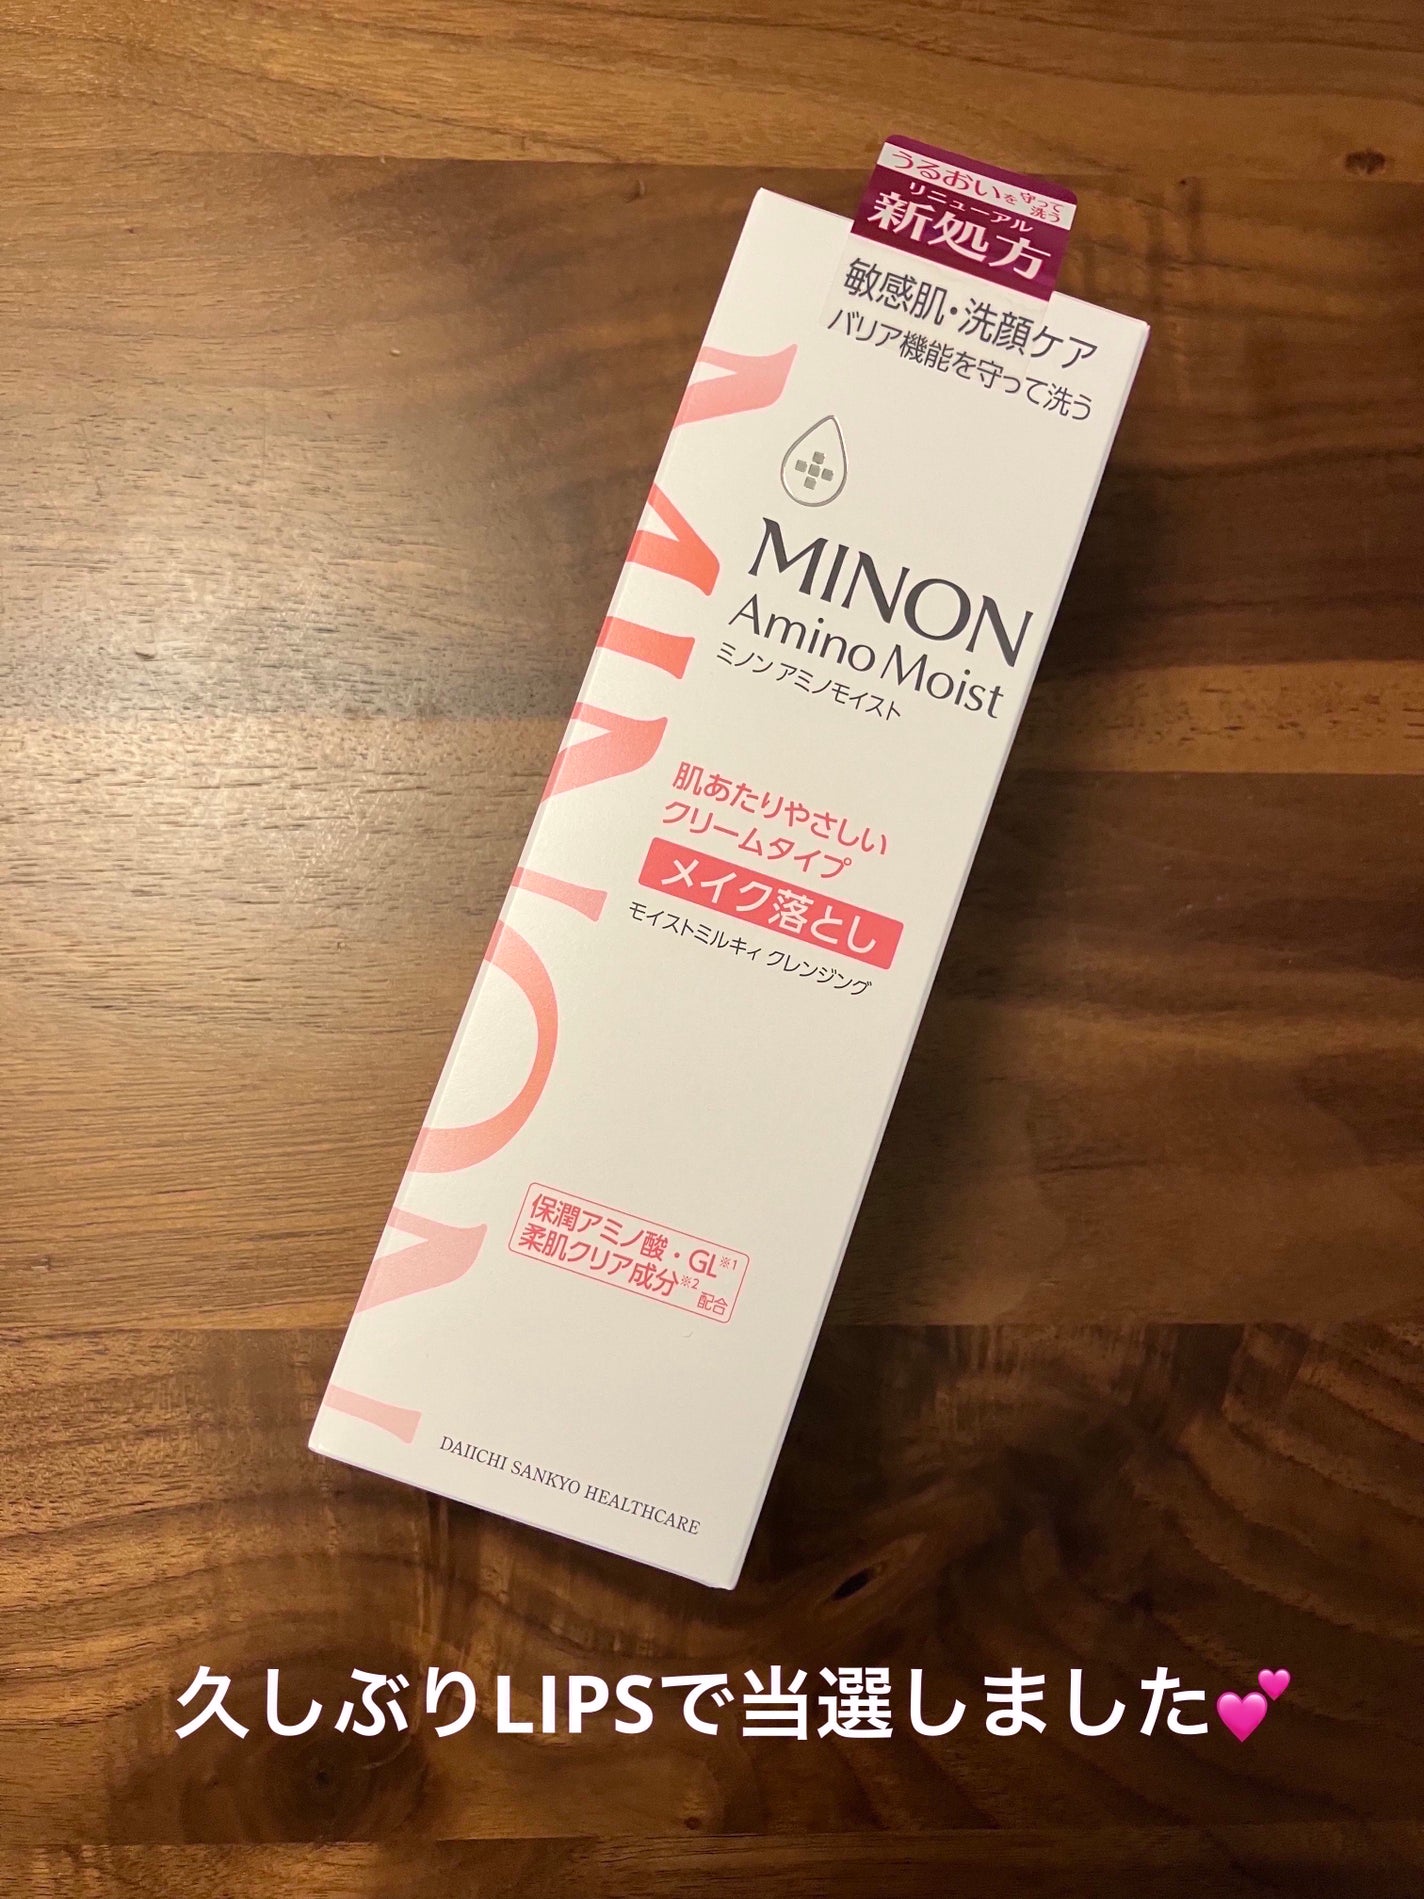 うるおいを守って洗う
リニューアル
新処方
敏感肌・洗顔ケア
バリア機能を守って洗う
MINON
MINON
Amino Moist
ミノン アミノモイスト
肌あたりやさしい
クリームタイプ
メイク落とし
モイストミルキィ クレンジング
保潤アミノ酸・GL※1
柔肌クリア成分※2 配合
DAIICHI SANKYO HEALTHCARE
久しぶりLIPSで当選しました💕